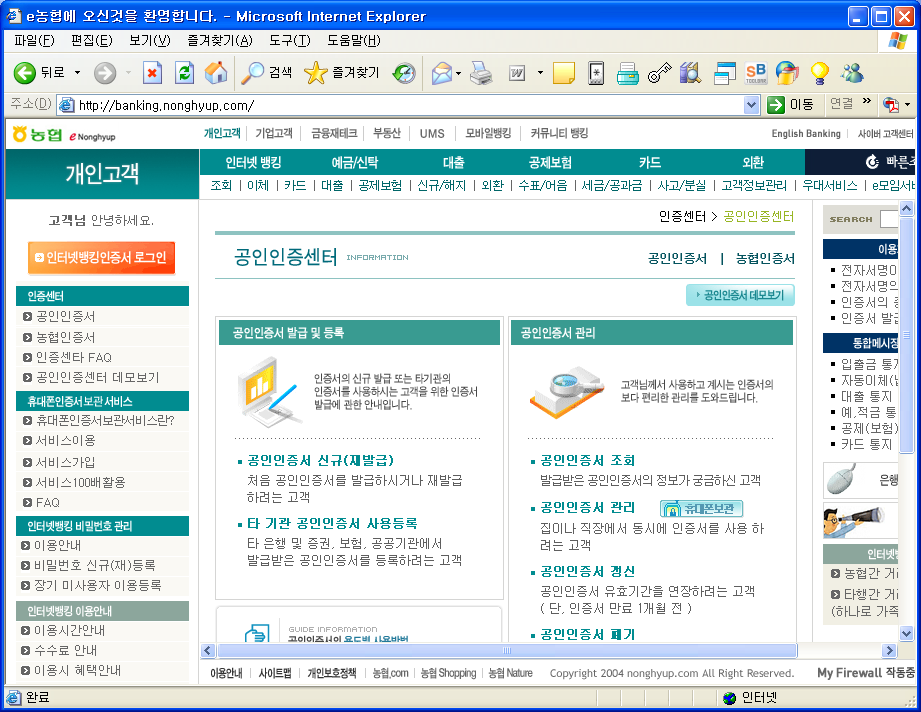 e농협에 오신것을 환영합니다. - Microsoft Internet Explorer
파일(F) 편집(E) 보기(V) 즐겨찾기(A) 도구(T) 도움말(H)
뒤로 검색 즐겨찾기
주소(D) http://banking.nonghyup.com/ 이동 연결 »
농협 e Nonghyup 개인고객 기업고객 금융재테크 부동산 UMS 모바일뱅킹 커뮤니티 뱅킹 English Banking 사이버 고객센터
개인고객
인터넷 뱅킹 예금/신탁 대출 공제보험 카드 외환 빠른조
조회 이체 카드 대출 공제보험 신규/해지 외환 수표/어음 세금/공과금 사고/분실 고객정보관리 우대서비스 e모임서비
고객님 안녕하세요.
인터넷뱅킹인증서 로그인
인증센터
공인인증서
농협인증서
인증센타 FAQ
공인인증센터 데모보기
휴대폰인증서보관 서비스
휴대폰인증서보관서비스란?
서비스이용
서비스가입
서비스100배활용
FAQ
인터넷뱅킹 비밀번호 관리
이용안내
비밀번호 신규(재)등록
장기 미사용자 이용등록
인터넷뱅킹 이용안내
이용시간안내
수수료 안내
이용시 혜택안내
인증센터 > 공인인증센터
공인인증센터 INFORMATION
공인인증서 | 농협인증서
공인인증서 데모보기
공인인증서 발급 및 등록
인증서의 신규 발급 또는 타기관의
인증서를 사용하시는 고객을 위한 인증서
발급에 관한 안내입니다.
공인인증서 신규(재발급)
처음 공인인증서를 발급하시거나 재발급
하려는 고객
타 기관 공인인증서 사용등록
타 은행 및 증권, 보험, 공공기관에서
발급받은 공인인증서를 등록하려는 고객
GUIDE INFORMATION
공인인증서의 용도별 사용방법
공인인증서 관리
고객님께서 사용하고 계시는 인증서의
보다 편리한 관리를 도와드립니다.
공인인증서 조회
발급받은 공인인증서의 정보가 궁금하신 고객
공인인증서 관리 휴대폰보관
집이나 직장에서 동시에 인증서를 사용 하
려는 고객
공인인증서 갱신
공인인증서 유효기간을 연장하려는 고객
( 단, 인증서 만료 1개월 전 )
공인인증서 폐기
SEARCH
이용
전자서명이
전자서명의
인증서의 종
인증서 발급
통합메시징
입출금 통지
자동이체(납
대출 통지
예,적금 통
공제(보험)
카드 통지
은행
인터넷
농협간 거래
타행간 거래
(하나로 가족
이용안내 사이트맵 개인보호정책 농협.com 농협 Shopping 농협 Nature Copyright 2004 nonghyup.com All Right Reserved. My Firewall 작동중
완료 인터넷